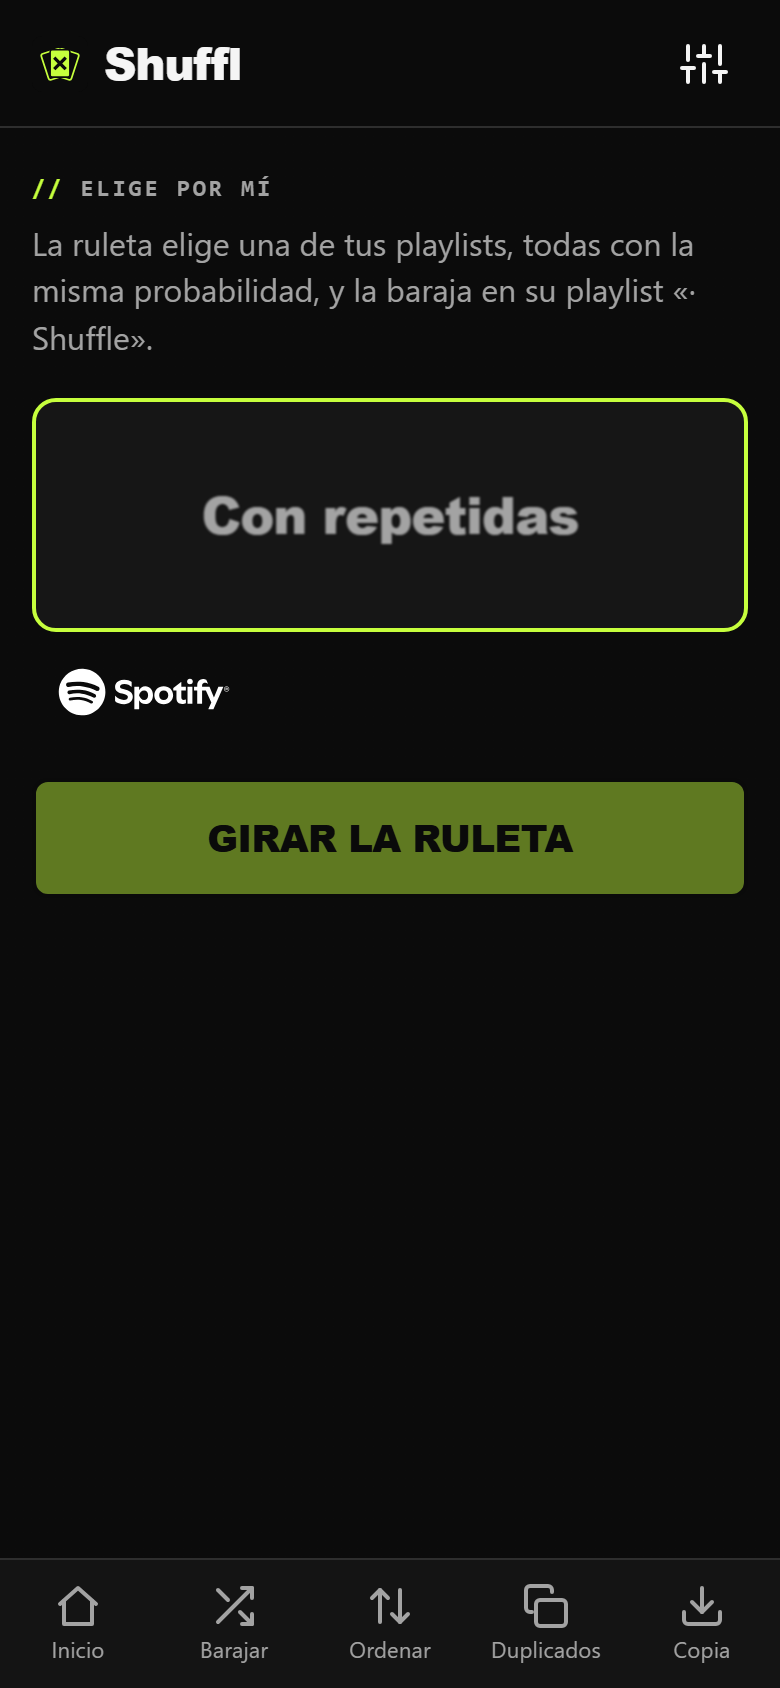 Shuffl
// ELIGE POR MÍ
La ruleta elige una de tus playlists, todas con la
misma probabilidad, y la baraja en su playlist «·
Shuffle».
Con repetidas
Spotify®
GIRAR LA RULETA
Inicio
Barajar
Ordenar
Duplicados
Copia